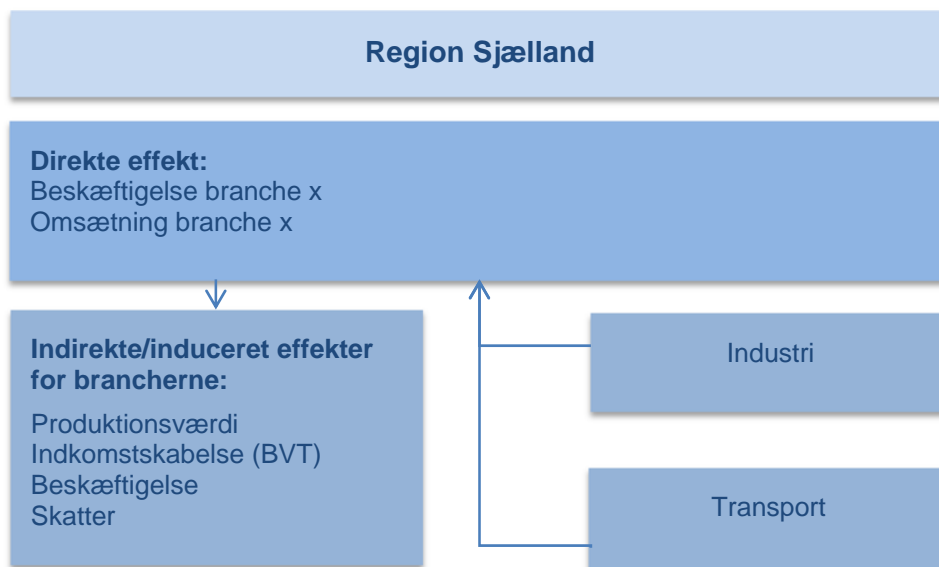 Region Sjælland
Direkte effekt:
Beskæftigelse branche x
Omsætning branche x
Indirekte/induceret effekter
for brancherne:
Produktionsværdi
Indkomstskabelse (BVT)
Beskæftigelse
Skatter
Industri
Transport